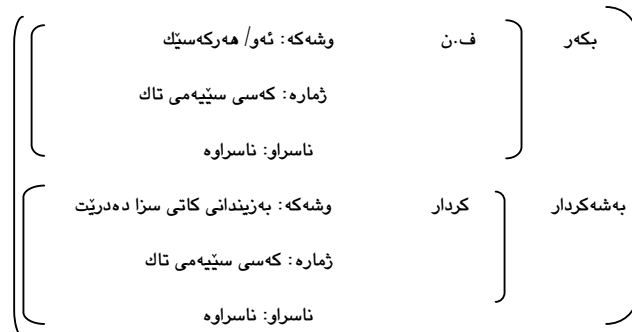 بکەر ف.ن وشەکە: ئەو/ هەرکەسێك
ژمارە: کەسی سێیەمی تاك
ناسراو: ناسراوە
بەشەکردار کردار وشەکە: بەزیندانی کاتی سزا دەدرێت
ژمارە: کەسی سێیەمی تاك
ناسراو: ناسراوە